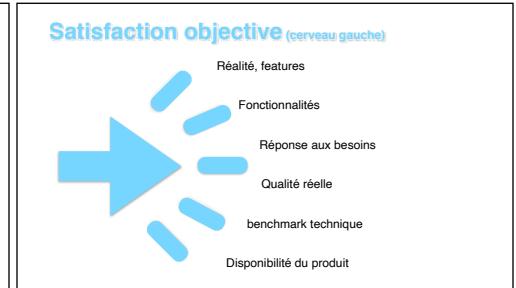 Satisfaction objective (cerveau gauche)
Réalité, features
Fonctionnalités
Réponse aux besoins
Qualité réelle
benchmark technique
Disponibilité du produit